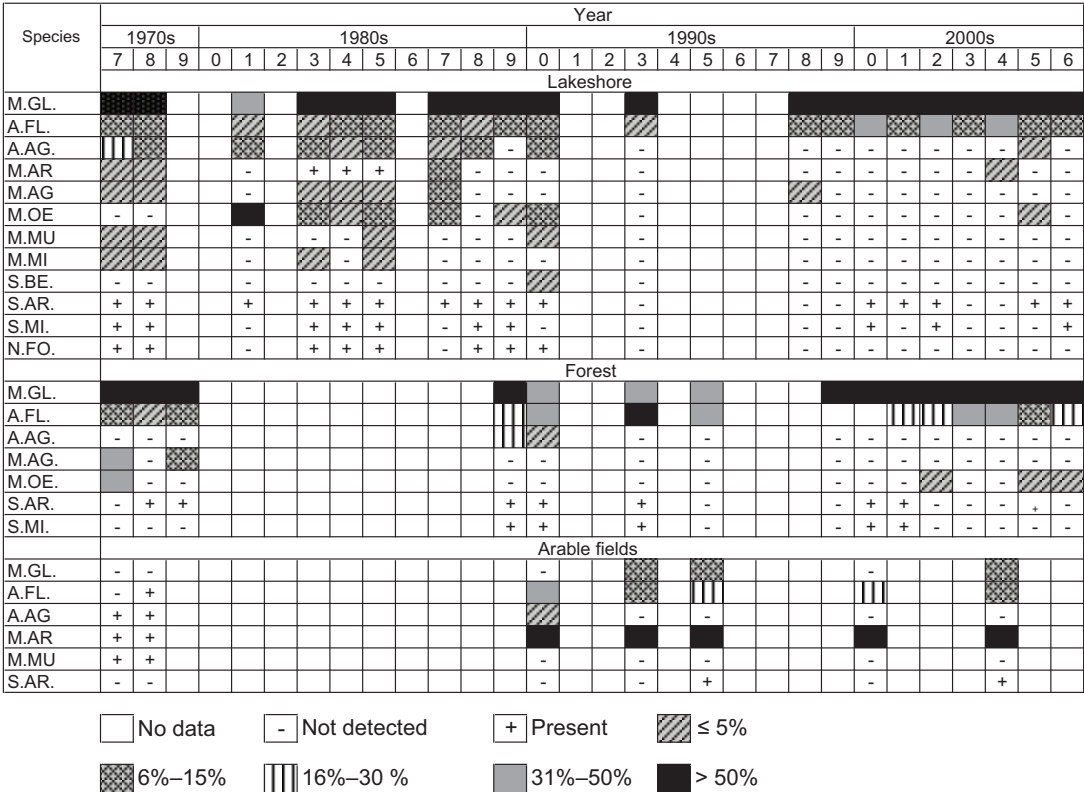 Year
Species 1970s 1980s 1990s 2000s
7 8 9 0 1 2 3 4 5 6 7 8 9 0 1 2 3 4 5 6 7 8 9 0 1 2 3 4 5 6
Lakeshore
M.GL.
A.FL.
A.AG. - - - - - - - - - -
M.AR - + + + - - - - - - - - - - - -
M.AG - - - - - - - - - - - - -
M.OE - - - - - - - - - - - -
M.MU - - - - - - - - - - - - - - - -
M.MI - - - - - - - - - - - - - - - -
S.BE. - - - - - - - - - - - - - - - - - - -
S.AR. + + + + + + + + + + - - - + + + - - + +
S.MI. + + - + + + - + + - - - - + - + - - - +
N.FO. + + - + + + - + + + - - - - - - - - - -
Forest
M.GL.
A.FL.
A.AG. - - - - - - - - - - - - -
M.AG. - - - - - - - - - - - - -
M.OE. - - - - - - - - - - -
S.AR. - + + + + + - - + + - - - + -
S.MI. - - - + + + - - + + - - - - -
Arable fields
M.GL. - - - -
A.FL. - +
A.AG + + - - - -
M.AR + +
M.MU + + - - - - -
S.AR. - - - - + - +
No data - Not detected + Present ≤ 5%
6%–15% 16%–30 % 31%–50% > 50%